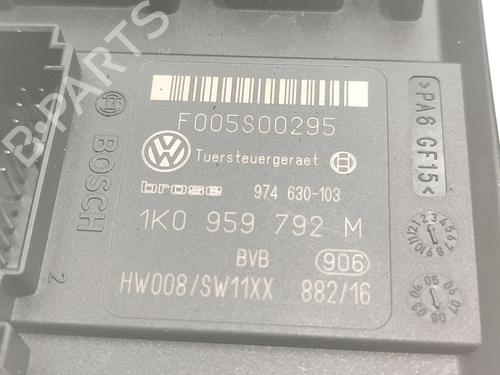 F005S00295
Tuersteuergeraet
brose 974 630-103
1K0 959 792 M
BVB 906
HW008/SW11XX 882/16
BOSCH
>PA6 GF15<
2
B-Parts